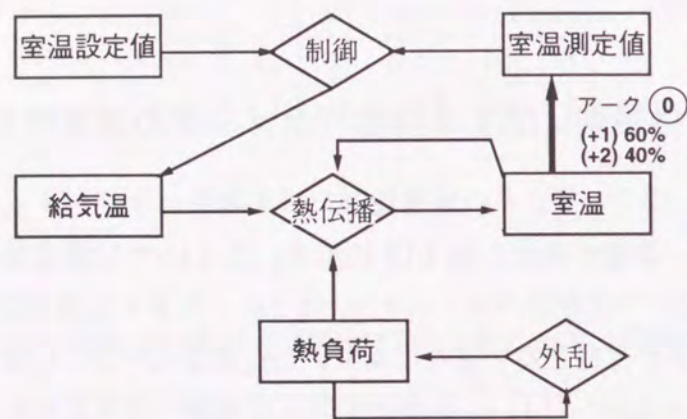 室温設定値
制御
室温測定値
アーク 0
(+1) 60%
(+2) 40%
給気温
熱伝播
室温
熱負荷
外乱